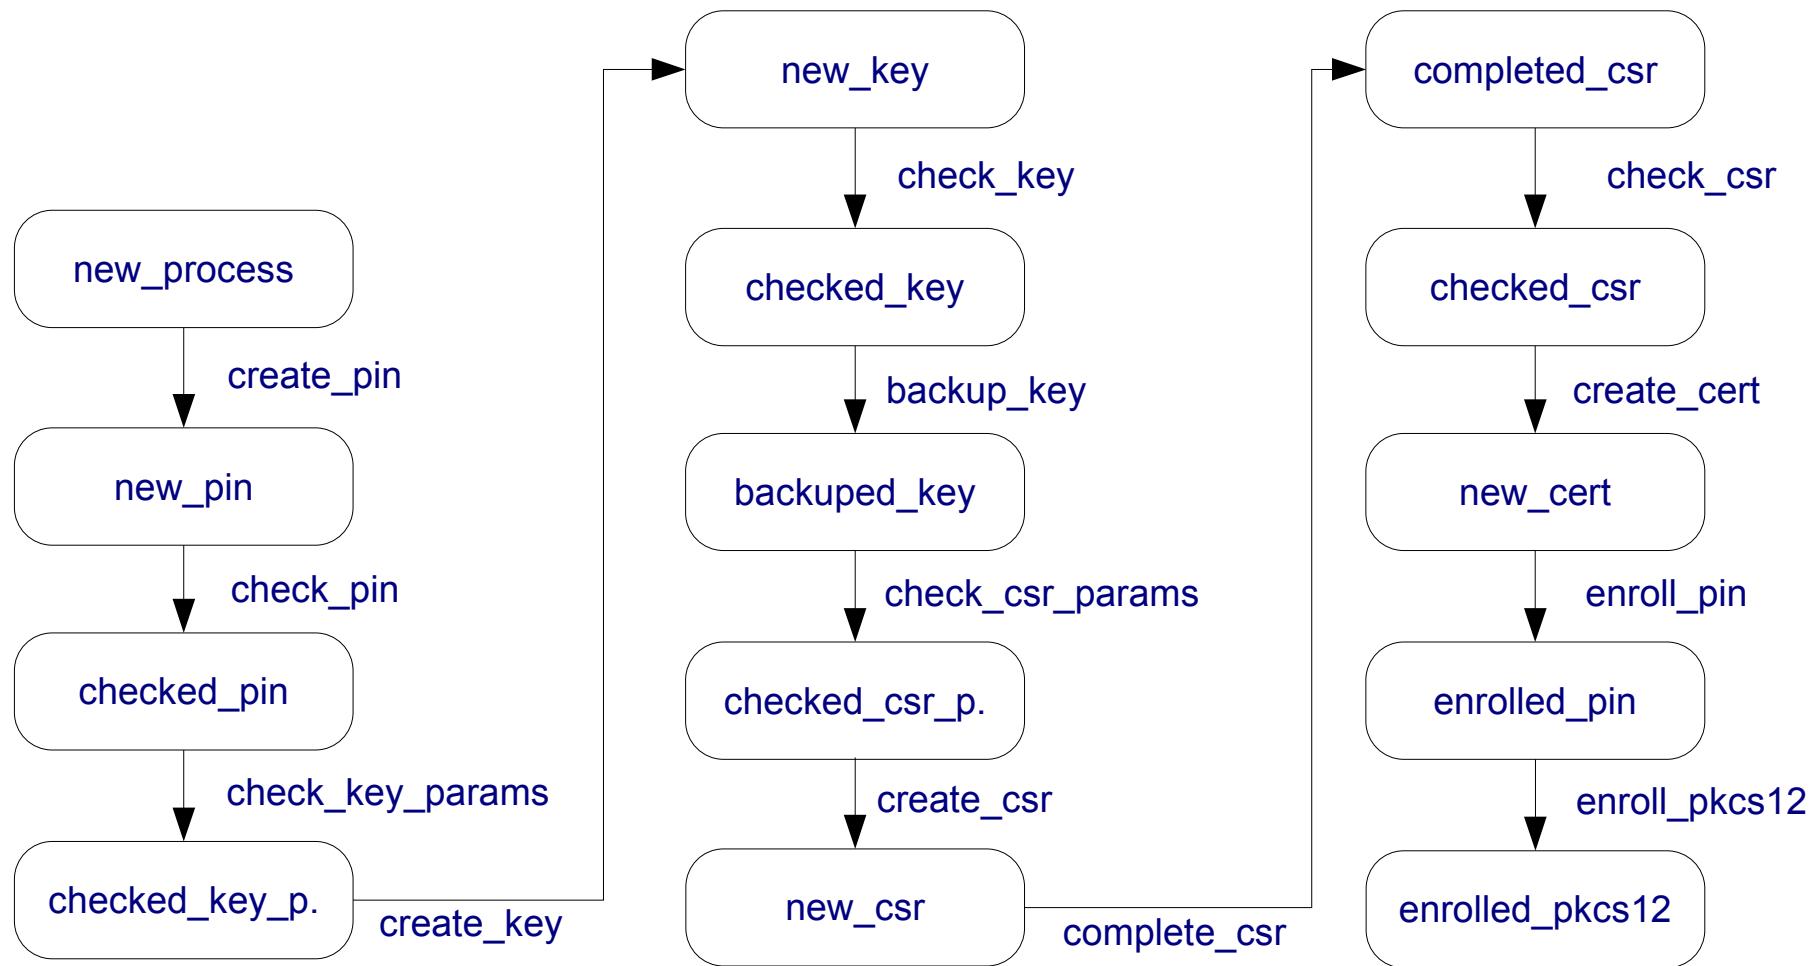 new_process
create_pin
new_pin
check_pin
checked_pin
check_key_params
checked_key_p.
create_key
new_key
check_key
checked_key
backup_key
backuped_key
check_csr_params
checked_csr_p.
create_csr
new_csr
complete_csr
completed_csr
check_csr
checked_csr
create_cert
new_cert
enroll_pin
enrolled_pin
enroll_pkcs12
enrolled_pkcs12